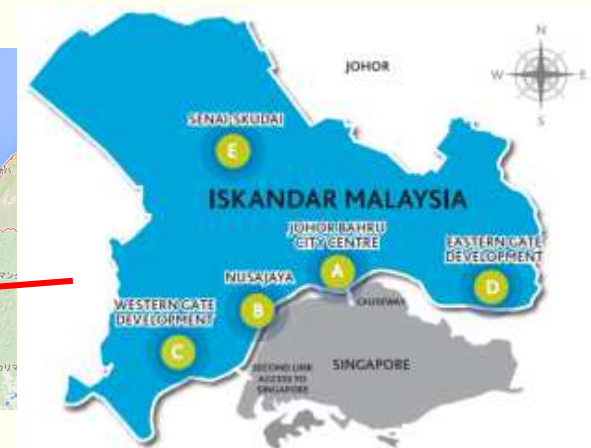 N
JOHOR
W
E
S
SENAI-SKUDAI
E
ISKANDAR MALAYSIA
JOHOR BAHRU
CITY CENTRE
A
EASTERN GATE
DEVELOPMENT
D
NUSAJAYA
B
CAUSEWAY
WESTERN GATE
DEVELOPMENT
C
SECOND LINK
ACCESS TO
SINGAPORE
SINGAPORE